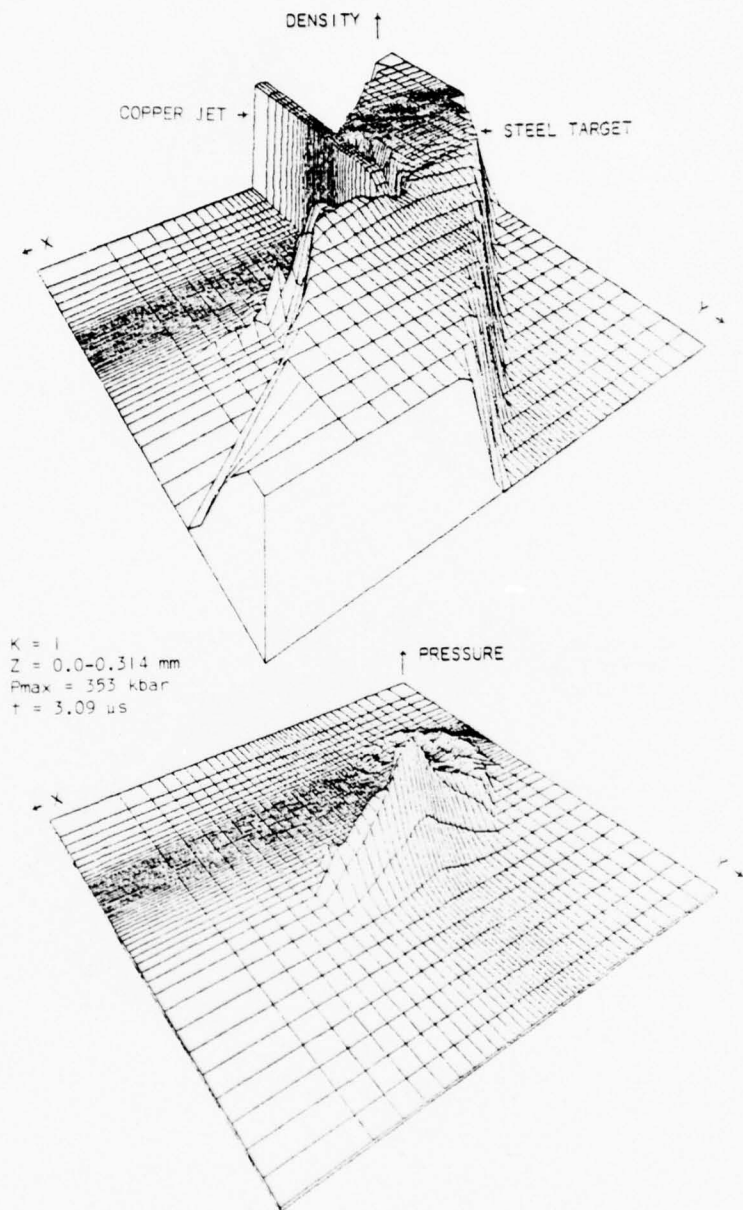 DENSITY ↑
COPPER JET →
← STEEL TARGET
← X
Y →
K = 1
Z = 0.0-0.314 mm
Pmax = 353 kbar
t = 3.09 µs
↑ PRESSURE
← X